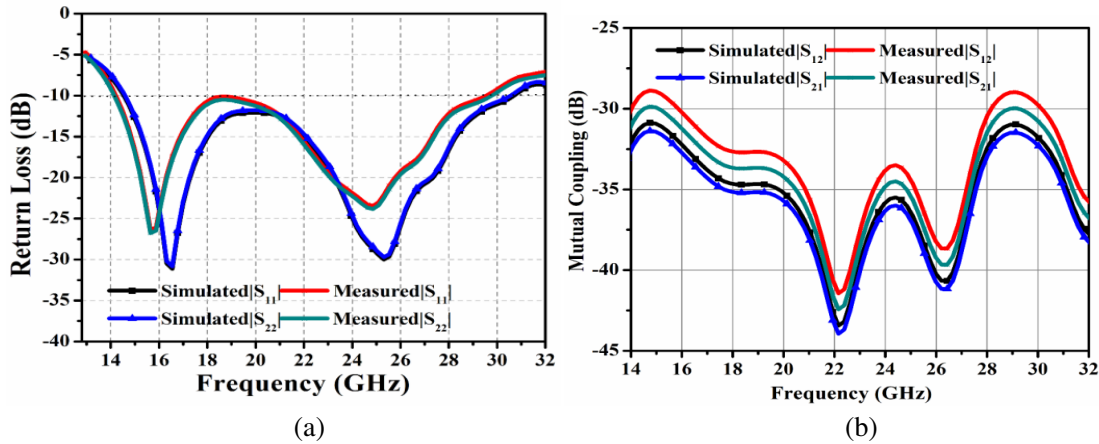 0
-5
-10
-15
-20
-25
-30
-35
-40
Return Loss (dB)
Simulated|S11| Measured|S11|
Simulated|S22| Measured|S22|
14 16 18 20 22 24 26 28 30 32
Frequency (GHz)
(a)
-25
-30
-35
-40
-45
Mutual Coupling (dB)
Simulated|S12| Measured|S12|
Simulated|S21| Measured|S21|
14 16 18 20 22 24 26 28 30 32
Frequency (GHz)
(b)